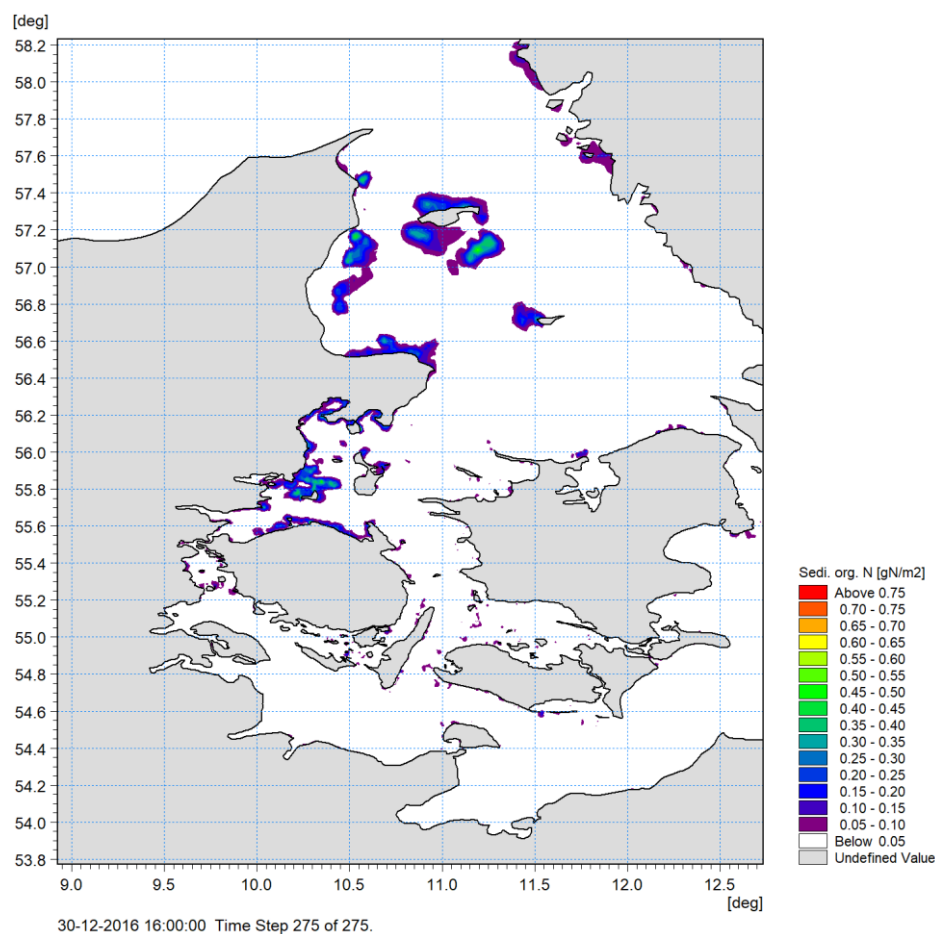 [deg]
58.2
58.0
57.8
57.6
57.4
57.2
57.0
56.8
56.6
56.4
56.2
56.0
55.8
55.6
55.4
55.2
55.0
54.8
54.6
54.4
54.2
54.0
53.8
9.0 9.5 10.0 10.5 11.0 11.5 12.0 12.5
[deg]
Sedi. org. N [gN/m2]
Above 0.75
0.70 - 0.75
0.65 - 0.70
0.60 - 0.65
0.55 - 0.60
0.50 - 0.55
0.45 - 0.50
0.40 - 0.45
0.35 - 0.40
0.30 - 0.35
0.25 - 0.30
0.20 - 0.25
0.15 - 0.20
0.10 - 0.15
0.05 - 0.10
Below 0.05
Undefined Value
30-12-2016 16:00:00 Time Step 275 of 275.